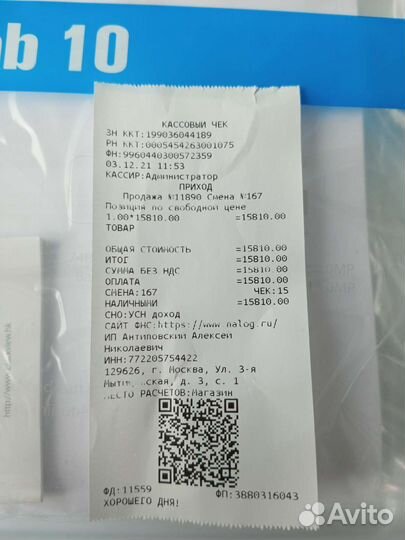 ab 10
КАССОВЫЙ ЧЕК
ЗН ККТ:199036044189
РН ККТ:0005454263001075
ФН:9960440300572359
03.12.21 11:53
КАССИР:Администратор
ПРИХОД
Продажа №11890 Смена №167
Позиция по свободной цене
1.00*15810.00 =15810.00
ТОВАР
ОБЩАЯ СТОИМОСТЬ =15810.00
ИТОГ =15810.00
СУММА БЕЗ НДС =15810.00
ОПЛАТА =15810.00
СМЕНА:167 ЧЕК:15
НАЛИЧНЫМИ =15810.00
СНО:УСН доход
САЙТ ФНС:https://www.nalog.ru/
ИП Антиповский Алексей
Николаевич
ИНН:772205754422
129626, г. Москва, Ул. 3-я
Мытищинская, д. 3, с. 1
МЕСТО РАСЧЕТОВ:Магазин
ФД:11559 ФП:3880316043
ХОРОШЕГО ДНЯ!
Avito